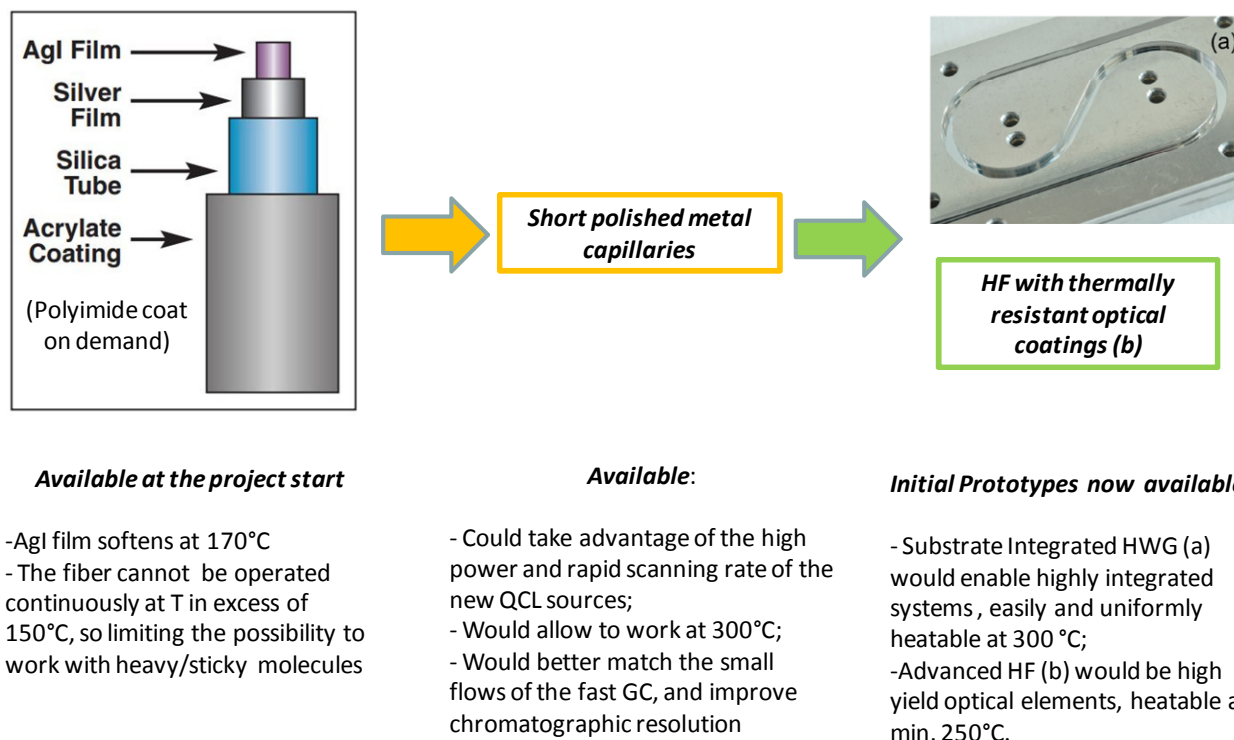 AgI Film
Silver
Film
Silica
Tube
Acrylate
Coating
(Polyimide coat
on demand)
Short polished metal
capillaries
(a)
HF with thermally
resistant optical
coatings (b)
Available at the project start
-AgI film softens at 170°C
- The fiber cannot be operated
continuously at T in excess of
150°C, so limiting the possibility to
work with heavy/sticky molecules
Available:
- Could take advantage of the high
power and rapid scanning rate of the
new QCL sources;
- Would allow to work at 300°C;
- Would better match the small
flows of the fast GC, and improve
chromatographic resolution
Initial Prototypes now available
- Substrate Integrated HWG (a)
would enable highly integrated
systems , easily and uniformly
heatable at 300 °C;
-Advanced HF (b) would be high
yield optical elements, heatable a
min. 250°C.